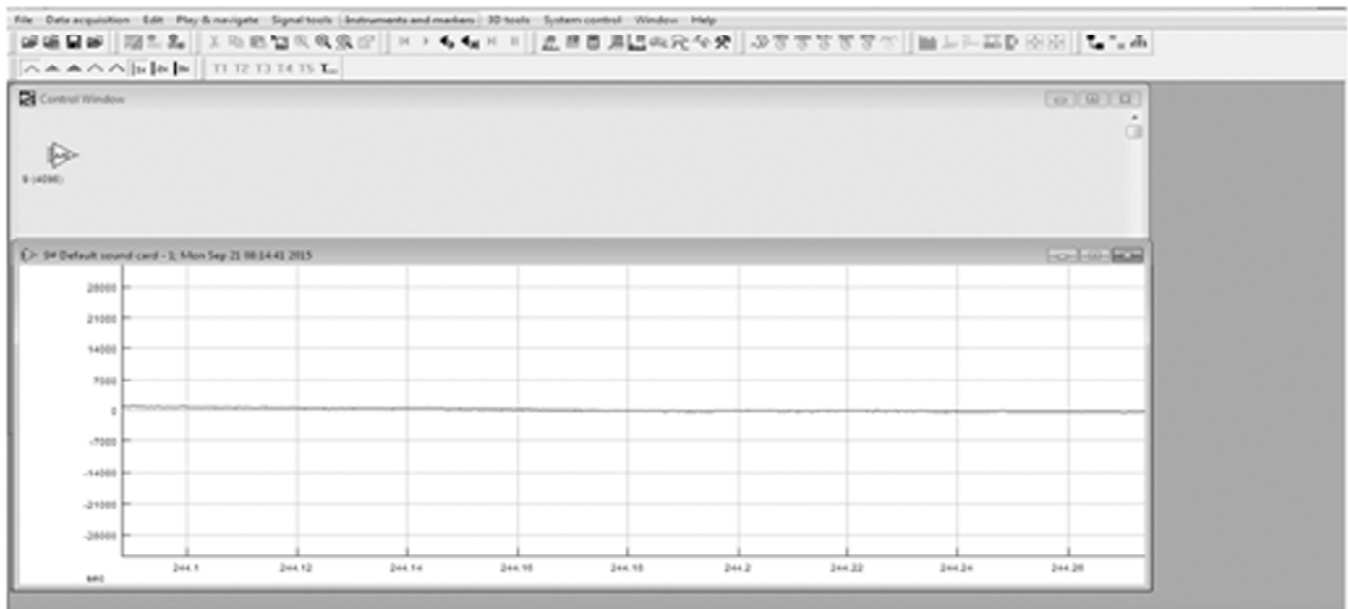 File Data acquisition Edit Play & navigate Signal tools Instruments and markers 3D tools System control Window Help
T1 T2 T3 T4 T5 T...
Control Window
9 (4096)
9# Default sound card - 1; Mon Sep 21 08:14:41 2015
28000
21000
14000
7000
0
-7000
-14000
-21000
-28000
244.1 244.12 244.14 244.16 244.18 244.2 244.22 244.24 244.26
sec